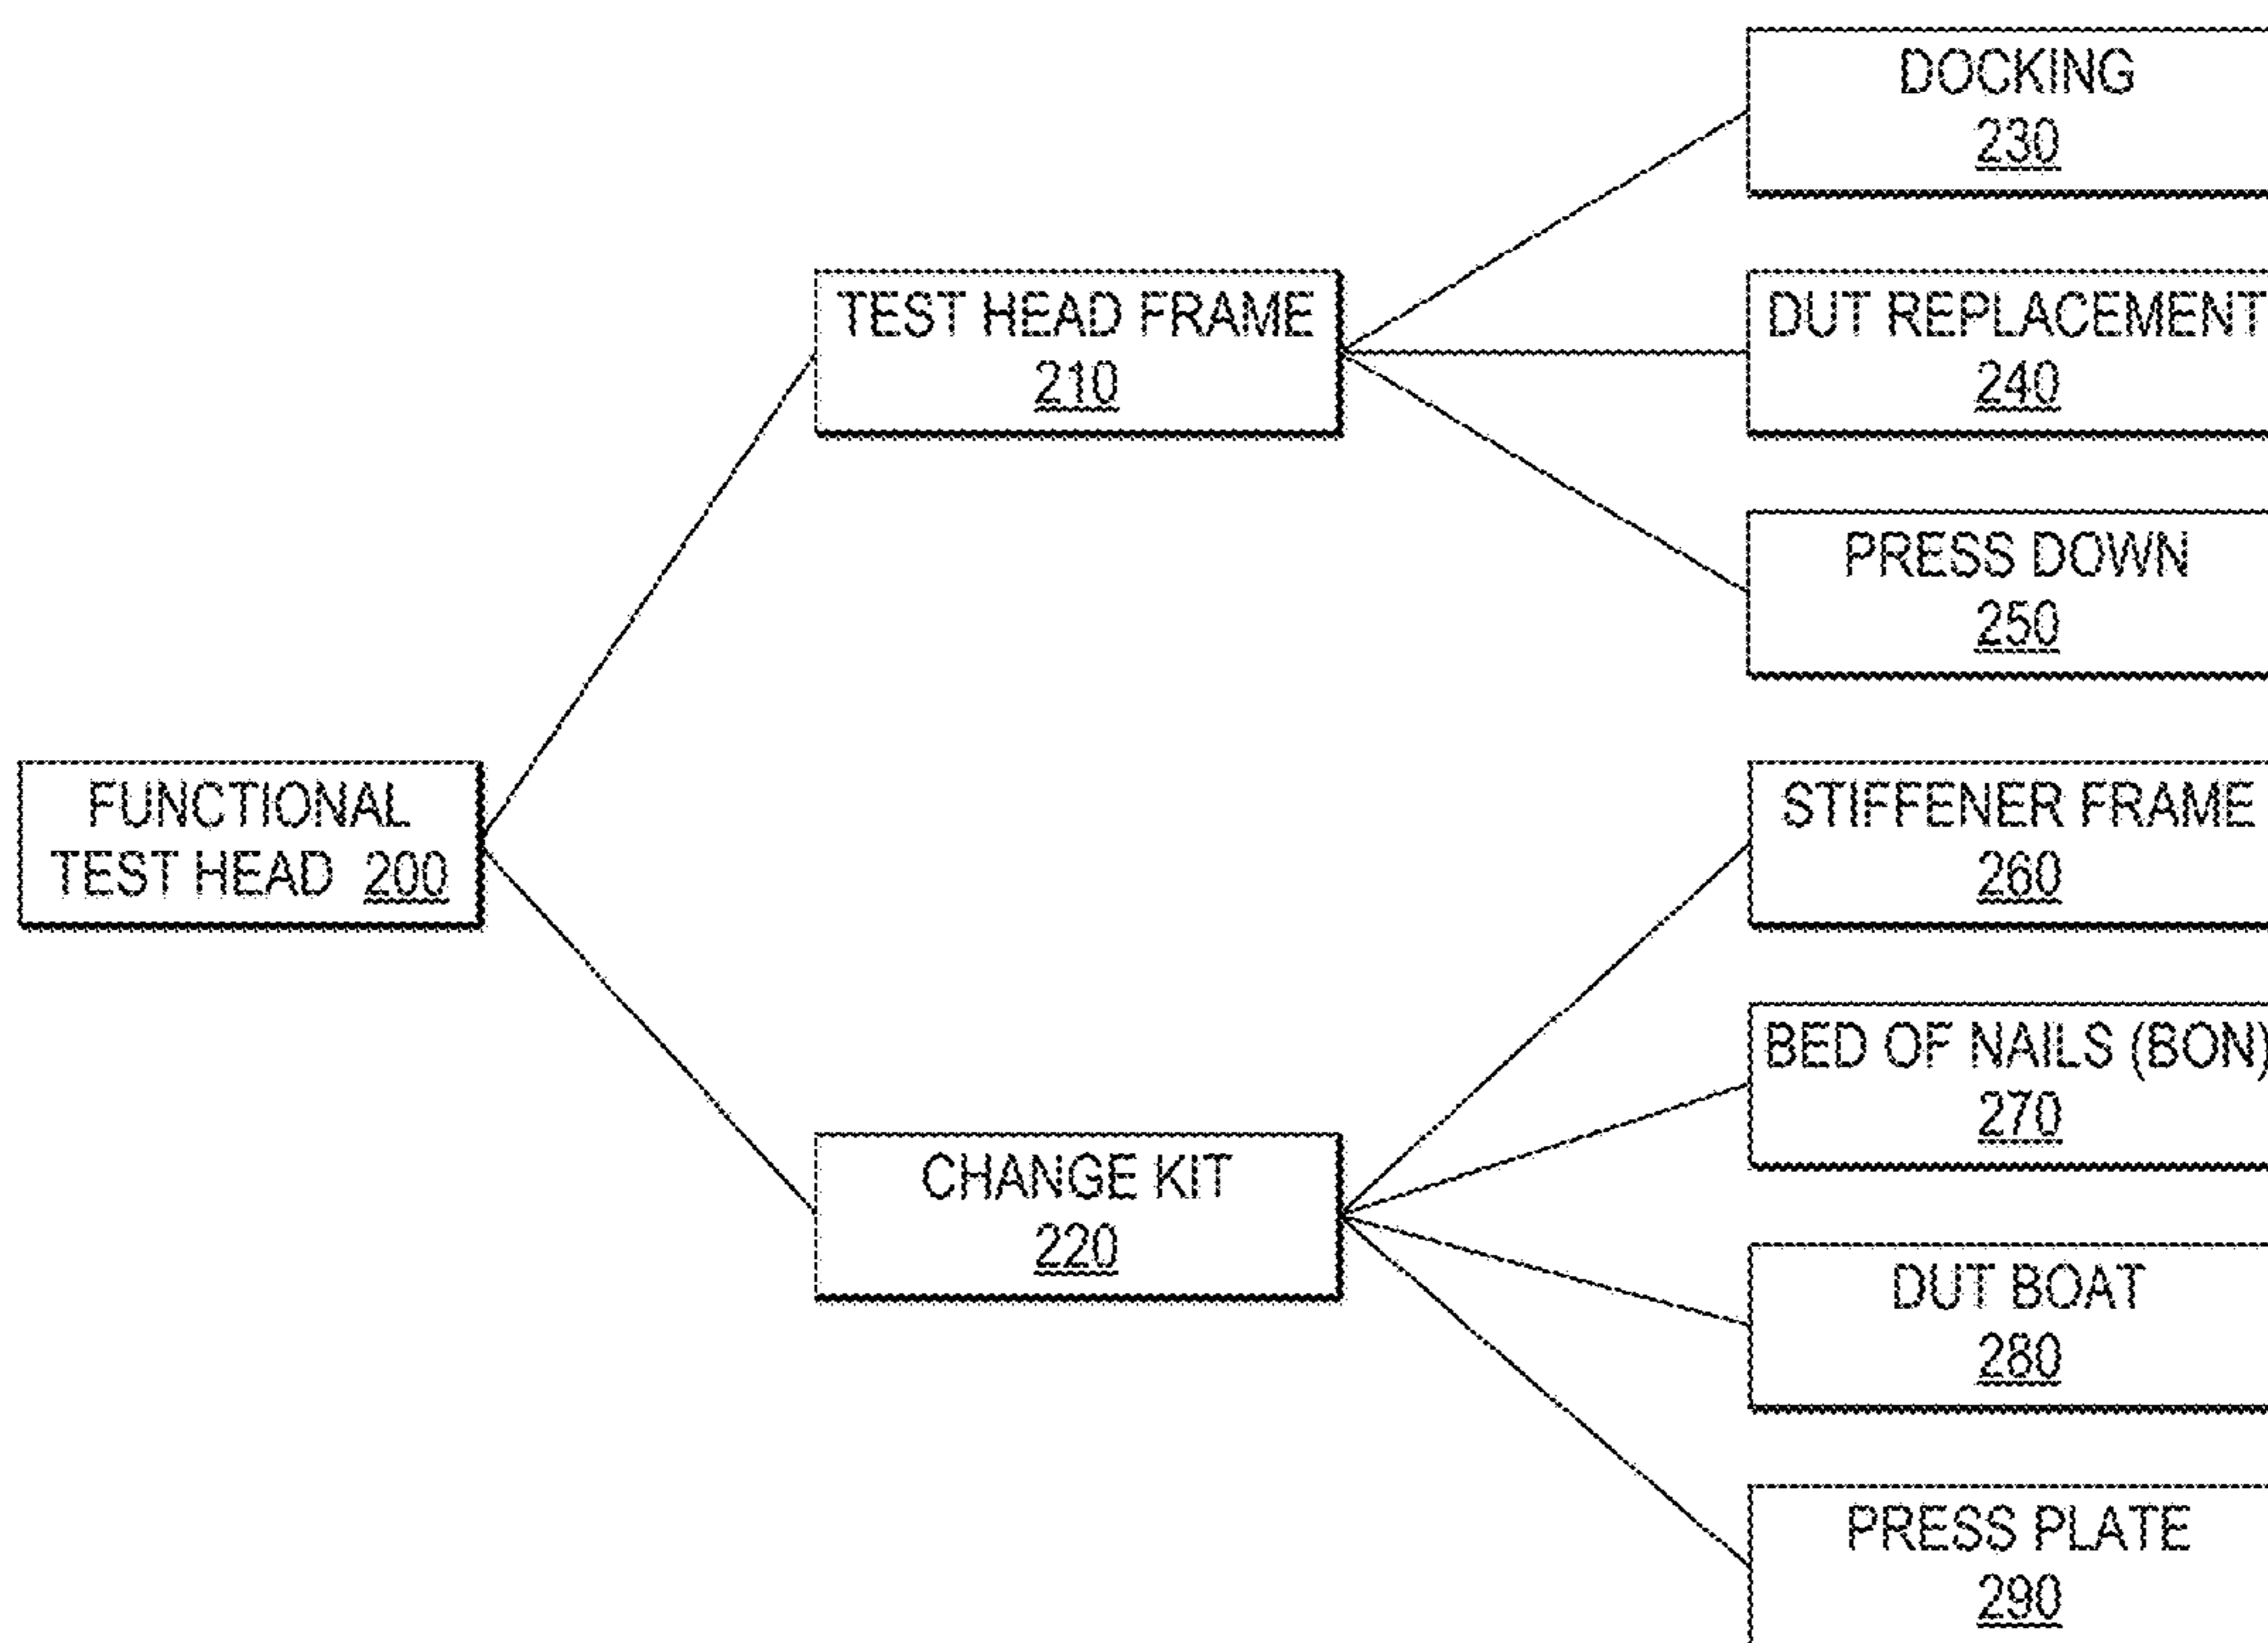 DOCKING
230
TEST HEAD FRAME
210
DUT REPLACEMENT
240
PRESS DOWN
250
FUNCTIONAL
TEST HEAD 200
STIFFENER FRAME
260
BED OF NAILS (BON)
270
CHANGE KIT
220
DUT BOAT
280
PRESS PLATE
290